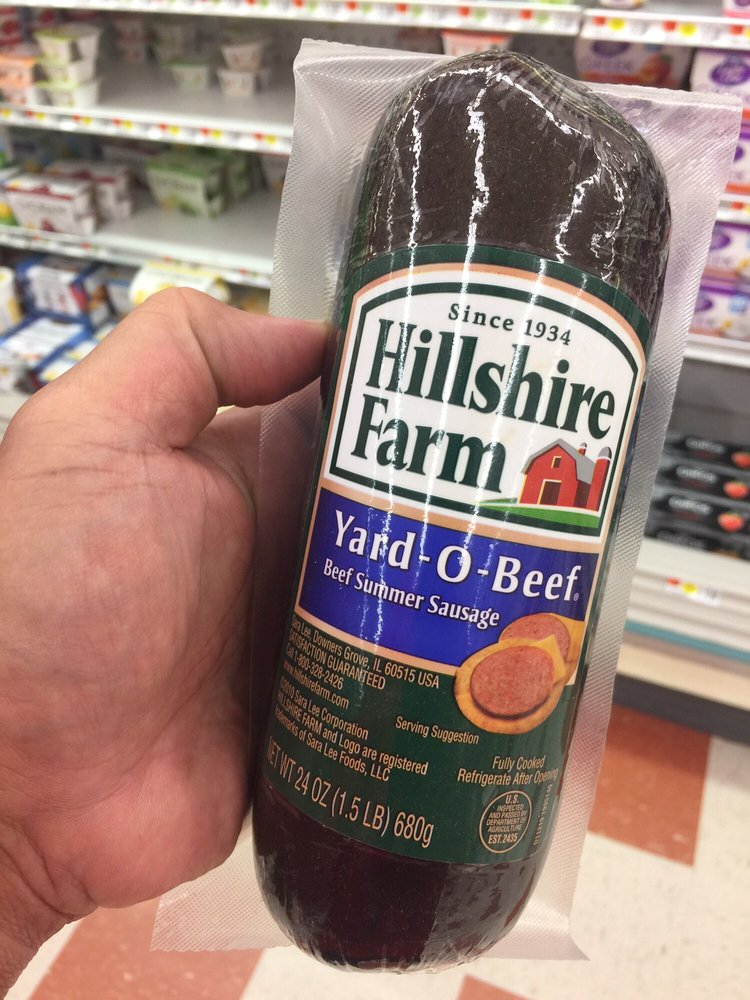 Since 1934
Hillshire
Farm
Yard-O-Beef®
Beef Summer Sausage
Sara Lee, Downers Grove, IL 60515 USA
SATISFACTION GUARANTEED
Call 1-800-328-2426
www.hillshirefarm.com
©2010 Sara Lee Corporation
HILLSHIRE FARM and Logo are registered
trademarks of Sara Lee Foods, LLC
Serving Suggestion
Fully Cooked
Refrigerate After Opening
NET WT 24 OZ (1.5 LB) 680g
U.S.
INSPECTED
AND PASSED BY
DEPARTMENT OF
AGRICULTURE
EST. 2435